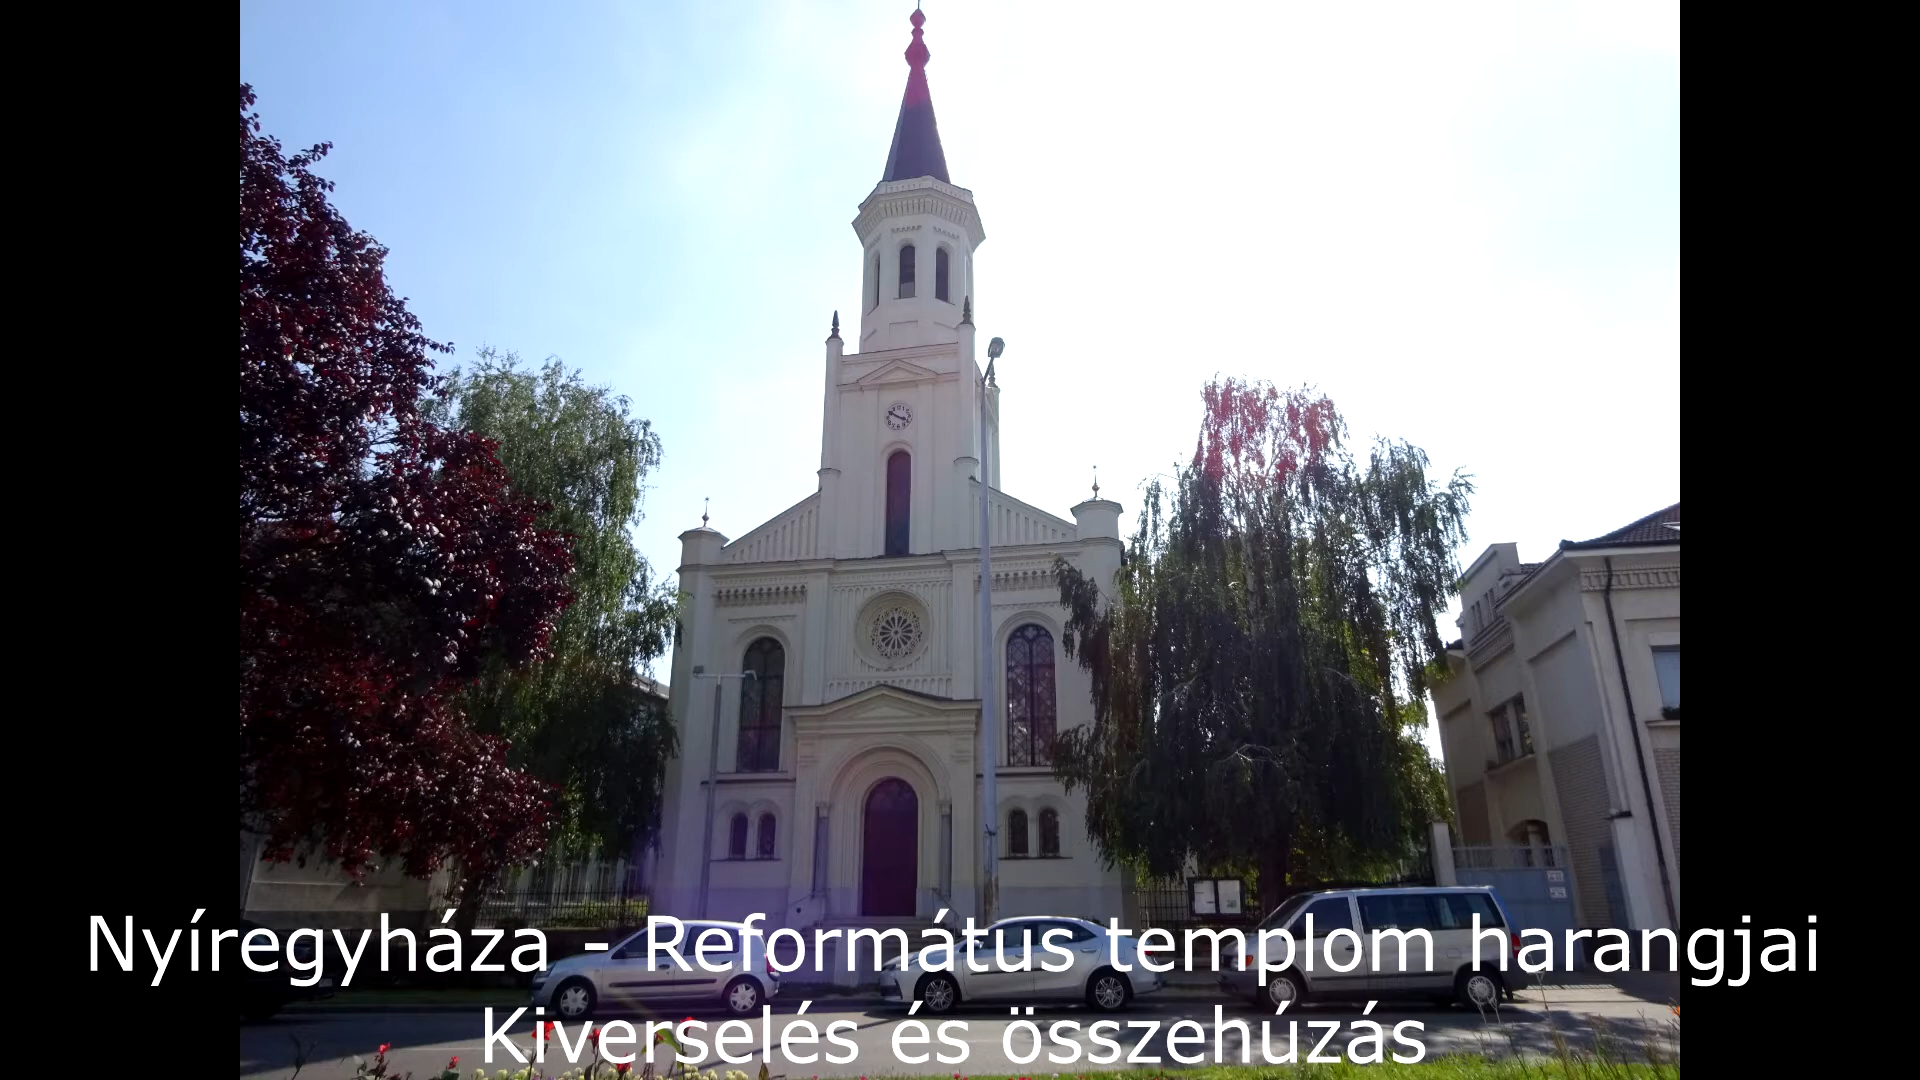 Nyíregyháza - Református templom harangjai
Kiverselés és összehúzás